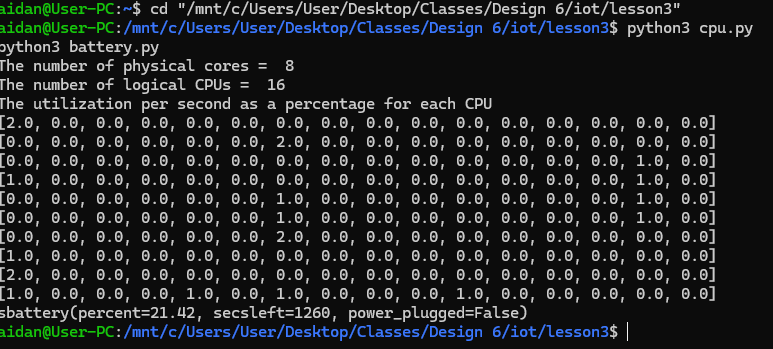 aidan@User-PC:~$ cd "/mnt/c/Users/User/Desktop/Classes/Design 6/iot/lesson3"
aidan@User-PC:/mnt/c/Users/User/Desktop/Classes/Design 6/iot/lesson3$ python3 cpu.py
python3 battery.py
The number of physical cores =  8
The number of logical CPUs =  16
The utilization per second as a percentage for each CPU
[2.0, 0.0, 0.0, 0.0, 0.0, 0.0, 0.0, 0.0, 0.0, 0.0, 0.0, 0.0, 0.0, 0.0, 0.0, 0.0]
[0.0, 0.0, 0.0, 0.0, 0.0, 0.0, 2.0, 0.0, 0.0, 0.0, 0.0, 0.0, 0.0, 0.0, 0.0, 0.0]
[0.0, 0.0, 0.0, 0.0, 0.0, 0.0, 0.0, 0.0, 0.0, 0.0, 0.0, 0.0, 0.0, 0.0, 1.0, 0.0]
[1.0, 0.0, 0.0, 0.0, 0.0, 0.0, 0.0, 0.0, 0.0, 0.0, 0.0, 0.0, 0.0, 0.0, 1.0, 0.0]
[0.0, 0.0, 0.0, 0.0, 0.0, 0.0, 1.0, 0.0, 0.0, 0.0, 0.0, 0.0, 0.0, 0.0, 1.0, 0.0]
[0.0, 0.0, 0.0, 0.0, 0.0, 0.0, 1.0, 0.0, 0.0, 0.0, 0.0, 0.0, 0.0, 0.0, 1.0, 0.0]
[0.0, 0.0, 0.0, 0.0, 0.0, 0.0, 2.0, 0.0, 0.0, 0.0, 0.0, 0.0, 0.0, 0.0, 0.0, 0.0]
[1.0, 0.0, 0.0, 0.0, 0.0, 0.0, 0.0, 0.0, 0.0, 0.0, 0.0, 0.0, 0.0, 0.0, 0.0, 0.0]
[2.0, 0.0, 0.0, 0.0, 0.0, 0.0, 0.0, 0.0, 0.0, 0.0, 0.0, 0.0, 0.0, 0.0, 0.0, 0.0]
[1.0, 0.0, 0.0, 0.0, 1.0, 0.0, 1.0, 0.0, 0.0, 0.0, 1.0, 0.0, 0.0, 0.0, 0.0, 0.0]
sbattery(percent=21.42, secsleft=1260, power_plugged=False)
aidan@User-PC:/mnt/c/Users/User/Desktop/Classes/Design 6/iot/lesson3$